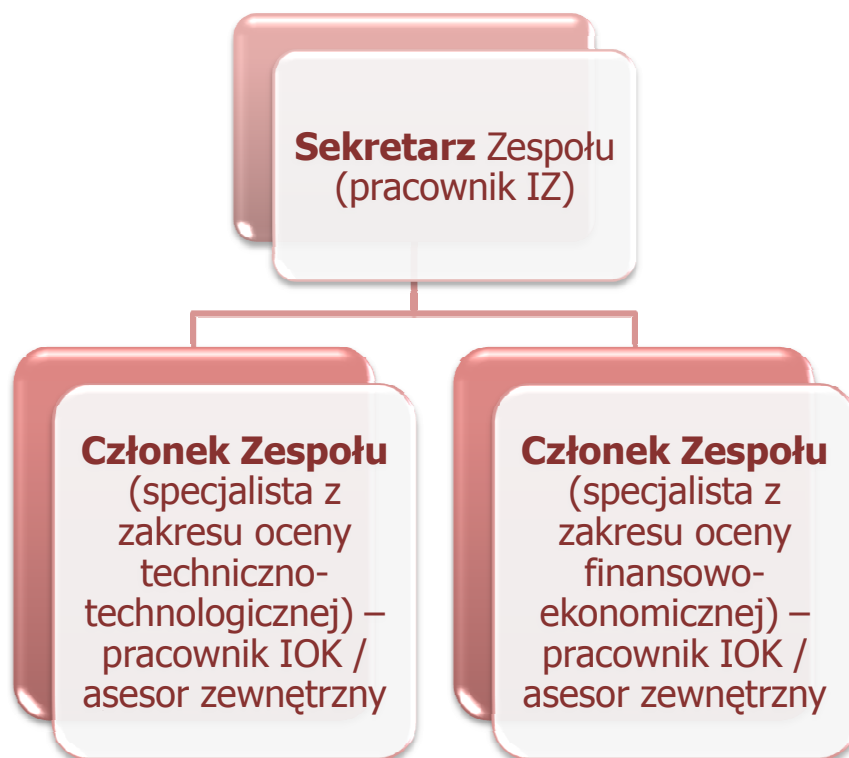 Sekretarz Zespołu
(pracownik IZ)
Członek Zespołu
(specjalista z
zakresu oceny
techniczno-
technologicznej) –
pracownik IOK /
asesor zewnętrzny
Członek Zespołu
(specjalista z
zakresu oceny
finansowo-
ekonomicznej) –
pracownik IOK /
asesor zewnętrzny